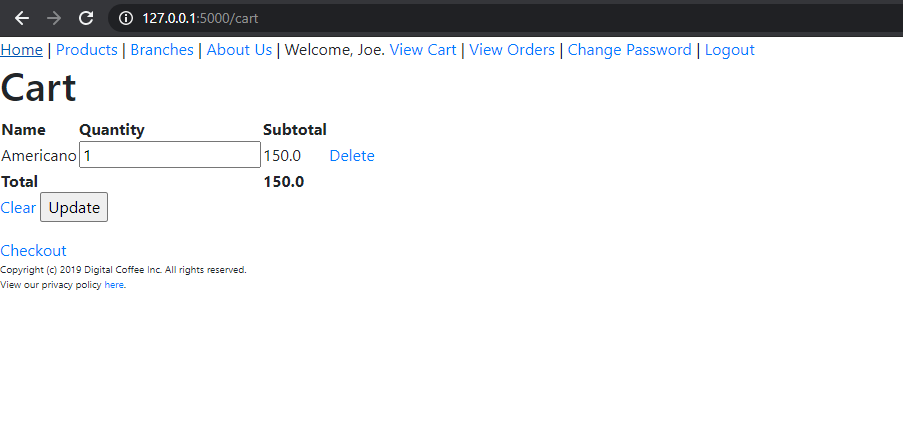 127.0.0.1:5000/cart
Home | Products | Branches | About Us | Welcome, Joe. View Cart | View Orders | Change Password | Logout
Cart
Name Quantity Subtotal
Americano 1 150.0 Delete
Total 150.0
Clear Update
Checkout
Copyright (c) 2019 Digital Coffee Inc. All rights reserved.
View our privacy policy here.